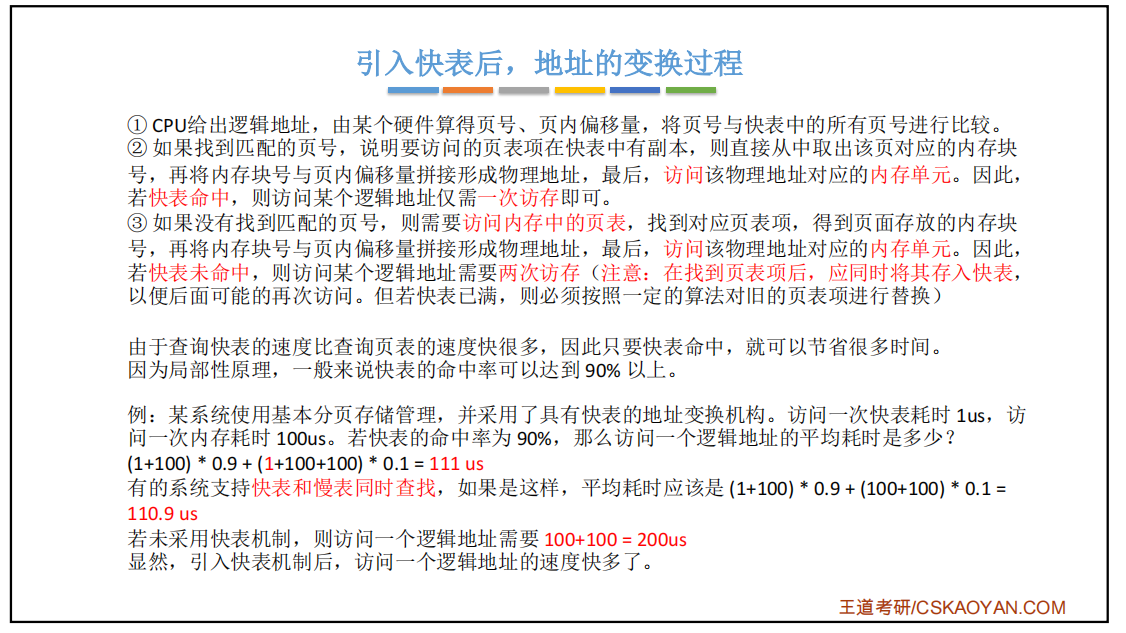 引入快表后，地址的变换过程
① CPU给出逻辑地址，由某个硬件算得页号、页内偏移量，将页号与快表中的所有页号进行比较。
② 如果找到匹配的页号，说明要访问的页表项在快表中有副本，则直接从中取出该页对应的内存块
号，再将内存块号与页内偏移量拼接形成物理地址，最后，访问该物理地址对应的内存单元。因此，
若快表命中，则访问某个逻辑地址仅需一次访存即可。
③ 如果没有找到匹配的页号，则需要访问内存中的页表，找到对应页表项，得到页面存放的内存块
号，再将内存块号与页内偏移量拼接形成物理地址，最后，访问该物理地址对应的内存单元。因此，
若快表未命中，则访问某个逻辑地址需要两次访存（注意：在找到页表项后，应同时将其存入快表，
以便后面可能的再次访问。但若快表已满，则必须按照一定的算法对旧的页表项进行替换）
由于查询快表的速度比查询页表的速度快很多，因此只要快表命中，就可以节省很多时间。
因为局部性原理，一般来说快表的命中率可以达到 90% 以上。
例：某系统使用基本分页存储管理，并采用了具有快表的地址变换机构。访问一次快表耗时 1us，访
问一次内存耗时 100us。若快表的命中率为 90%，那么访问一个逻辑地址的平均耗时是多少？
(1+100) * 0.9 + (1+100+100) * 0.1 = 111 us
有的系统支持快表和慢表同时查找，如果是这样，平均耗时应该是 (1+100) * 0.9 + (100+100) * 0.1 =
110.9 us
若未采用快表机制，则访问一个逻辑地址需要 100+100 = 200us
显然，引入快表机制后，访问一个逻辑地址的速度快多了。
王道考研/CSKAOYAN.COM